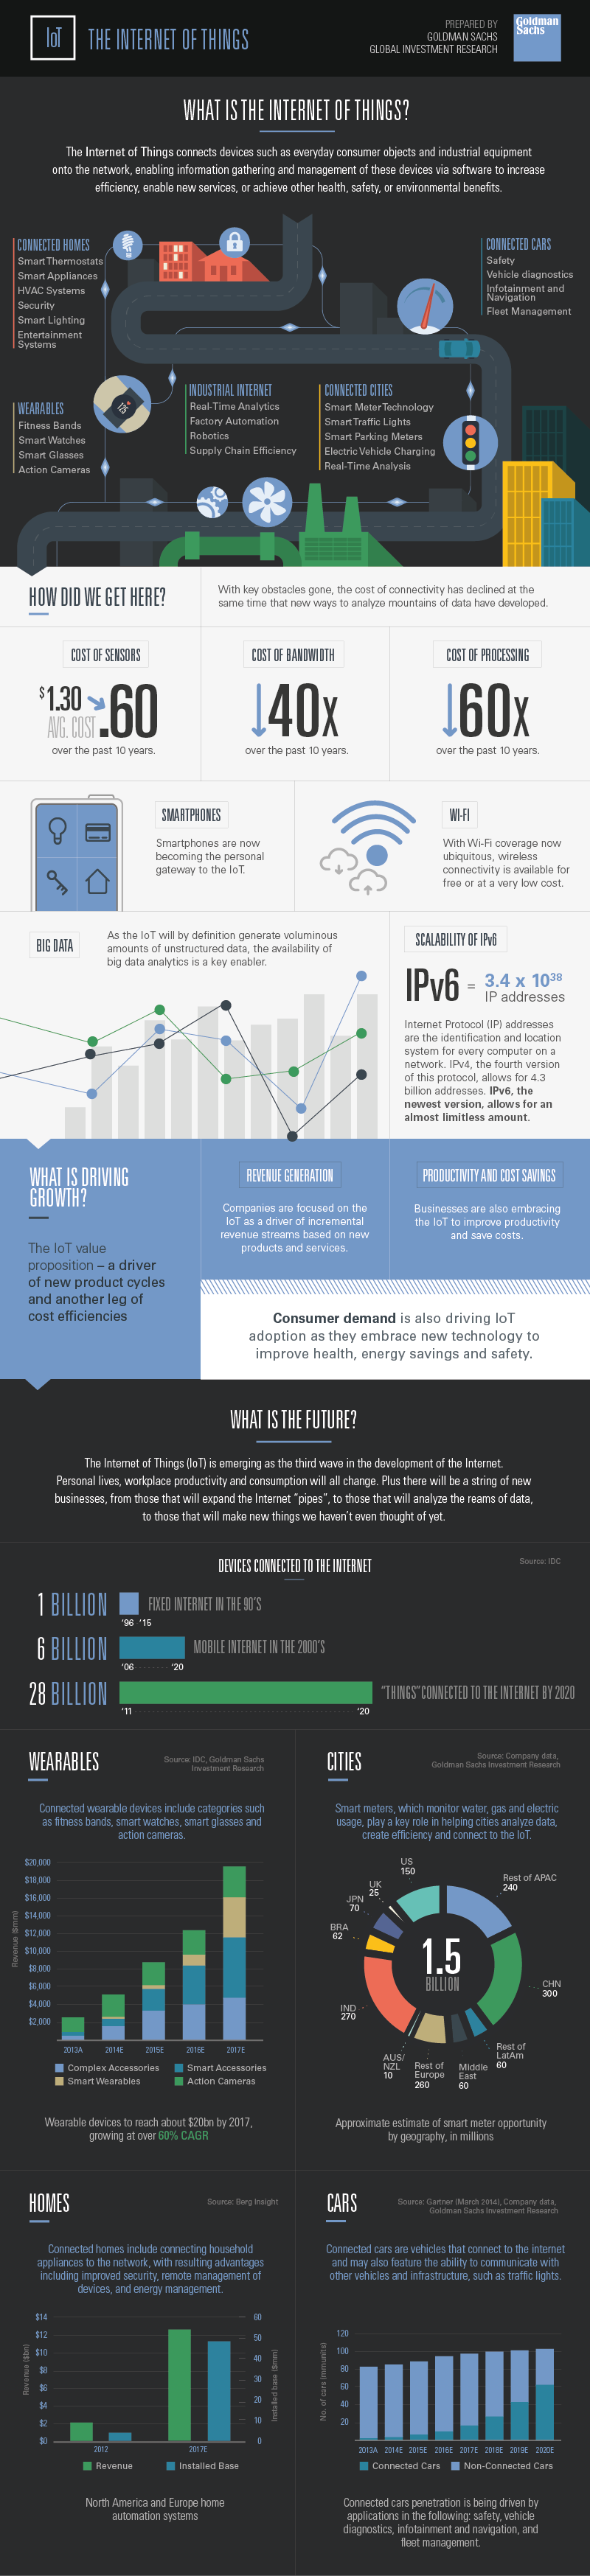 IoT
THE INTERNET OF THINGS
PREPARED BY
GOLDMAN SACHS
GLOBAL INVESTMENT RESEARCH
Goldman
Sachs
WHAT IS THE INTERNET OF THINGS?
The Internet of Things connects devices such as everyday consumer objects and industrial equipment
onto the network, enabling information gathering and management of these devices via software to increase
efficiency, enable new services, or achieve other health, safety, or environmental benefits.
CONNECTED HOMES
Smart Thermostats
Smart Appliances
HVAC Systems
Security
Smart Lighting
Entertainment
Systems
CONNECTED CARS
Safety
Vehicle diagnostics
Infotainment and
Navigation
Fleet Management
WEARABLES
Fitness Bands
Smart Watches
Smart Glasses
Action Cameras
175
INDUSTRIAL INTERNET
Real-Time Analytics
Factory Automation
Robotics
Supply Chain Efficiency
CONNECTED CITIES
Smart Meter Technology
Smart Traffic Lights
Smart Parking Meters
Electric Vehicle Charging
Real-Time Analysis
HOW DID WE GET HERE?
With key obstacles gone, the cost of connectivity has declined at the
same time that new ways to analyze mountains of data have developed.
COST OF SENSORS
$1.30
AVG. COST
.60
over the past 10 years.
COST OF BANDWIDTH
40X
over the past 10 years.
COST OF PROCESSING
60X
over the past 10 years.
SMARTPHONES
Smartphones are now
becoming the personal
gateway to the IoT.
WI-FI
With Wi-Fi coverage now
ubiquitous, wireless
connectivity is available for
free or at a very low cost.
BIG DATA
As the IoT will by definition generate voluminous
amounts of unstructured data, the availability of
big data analytics is a key enabler.
SCALABILITY OF IPv6
IPv6 = 3.4 x 10³⁸
IP addresses
Internet Protocol (IP) addresses
are the identification and location
system for every computer on a
network. IPv4, the fourth version
of this protocol, allows for 4.3
billion addresses. IPv6, the
newest version, allows for an
almost limitless amount.
WHAT IS DRIVING
GROWTH?
The IoT value
proposition – a driver
of new product cycles
and another leg of
cost efficiencies
REVENUE GENERATION
Companies are focused on the
IoT as a driver of incremental
revenue streams based on new
products and services.
PRODUCTIVITY AND COST SAVINGS
Businesses are also embracing
the IoT to improve productivity
and save costs.
Consumer demand is also driving IoT
adoption as they embrace new technology to
improve health, energy savings and safety.
WHAT IS THE FUTURE?
The Internet of Things (IoT) is emerging as the third wave in the development of the Internet.
Personal lives, workplace productivity and consumption will all change. Plus there will be a string of new
businesses, from those that will expand the Internet “pipes”, to those that will analyze the reams of data,
to those that will make new things we haven’t even thought of yet.
DEVICES CONNECTED TO THE INTERNET
Source: IDC
1 BILLION
FIXED INTERNET IN THE 90’S
’96 ’15
6 BILLION
MOBILE INTERNET IN THE 2000’S
’06 ’20
28 BILLION
“THINGS” CONNECTED TO THE INTERNET BY 2020
’11 ’20
WEARABLES
Source: IDC, Goldman Sachs
Investment Research
Connected wearable devices include categories such
as fitness bands, smart watches, smart glasses and
action cameras.
Revenue ($mm)
$20,000
$18,000
$16,000
$14,000
$12,000
$10,000
$8,000
$6,000
$4,000
$2,000
2013A 2014E 2015E 2016E 2017E
Complex Accessories
Smart Accessories
Smart Wearables
Action Cameras
Wearable devices to reach about $20bn by 2017,
growing at over 60% CAGR
CITIES
Source: Company data,
Goldman Sachs Investment Research
Smart meters, which monitor water, gas and electric
usage, play a key role in helping cities analyze data,
create efficiency and connect to the IoT.
US
150
Rest of APAC
240
UK
25
JPN
70
BRA
62
1.5
BILLION
CHN
300
IND
270
Rest of
LatAm
60
AUS/
NZL
10
Rest of
Europe
260
Middle
East
60
Approximate estimate of smart meter opportunity
by geography, in millions
HOMES
Source: Berg Insight
Connected homes include connecting household
appliances to the network, with resulting advantages
including improved security, remote management of
devices, and energy management.
Revenue ($bn)
$14
$12
$10
$8
$6
$4
$2
$0
60
50
40
30
20
10
0
Installed base ($mm)
2012 2017E
Revenue
Installed Base
North America and Europe home
automation systems
CARS
Source: Gartner (March 2014), Company data,
Goldman Sachs Investment Research
Connected cars are vehicles that connect to the internet
and may also feature the ability to communicate with
other vehicles and infrastructure, such as traffic lights.
No. of cars (mmunits)
120
100
80
60
40
20
2013A 2014E 2015E 2016E 2017E 2018E 2019E 2020E
Connected Cars
Non-Connected Cars
Connected cars penetration is being driven by
applications in the following: safety, vehicle
diagnostics, infotainment and navigation, and
fleet management.